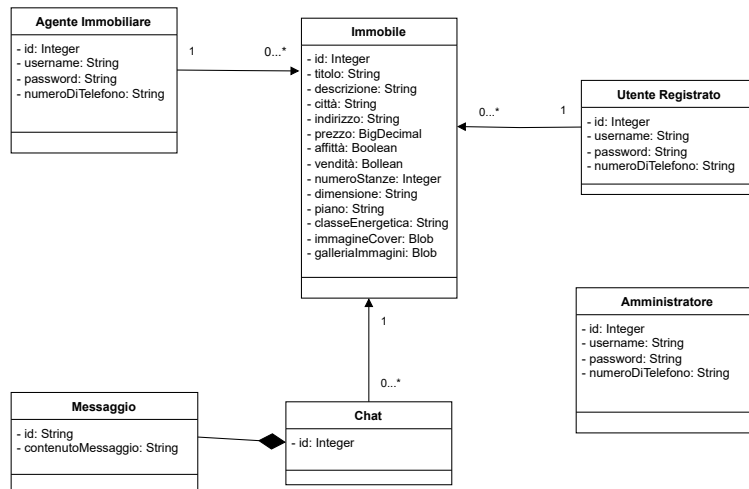 Agente Immobiliare
- id: Integer
- username: String
- password: String
- numeroDiTelefono: String
1
0...*
Immobile
- id: Integer
- titolo: String
- descrizione: String
- città: String
- indirizzo: String
- prezzo: BigDecimal
- affittà: Boolean
- vendità: Bollean
- numeroStanze: Integer
- dimensione: String
- piano: String
- classeEnergetica: String
- immagineCover: Blob
- galleriaImmagini: Blob
0...*
1
Utente Registrato
- id: Integer
- username: String
- password: String
- numeroDiTelefono: String
Amministratore
- id: Integer
- username: String
- password: String
- numeroDiTelefono: String
1
0...*
Messaggio
- id: String
- contenutoMessaggio: String
Chat
- id: Integer